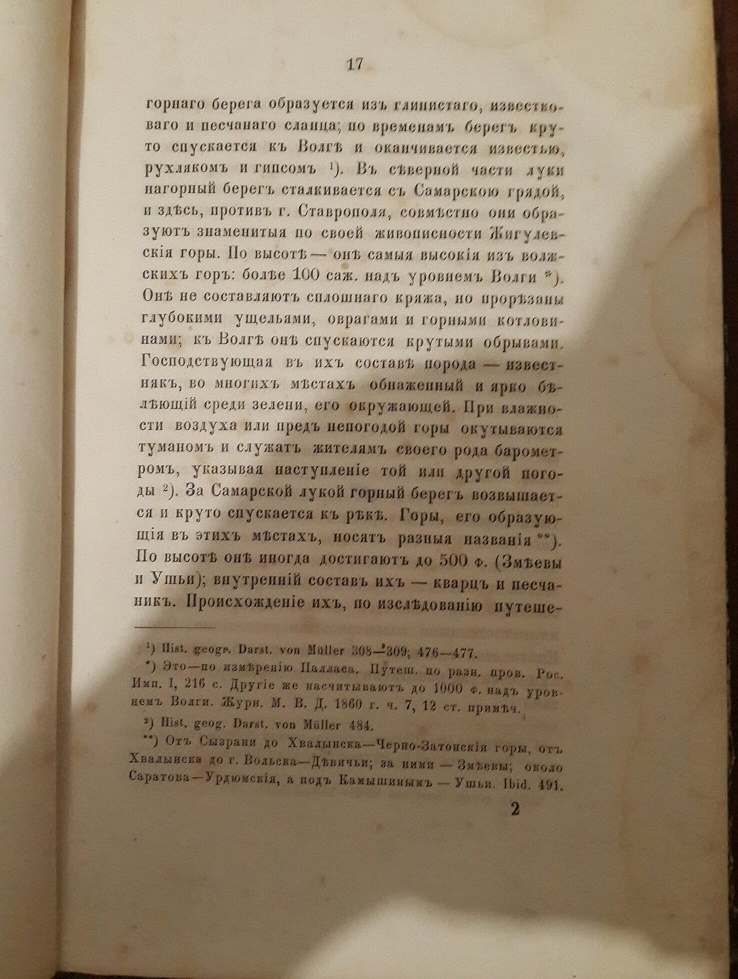 17
горнаго берега образуется изъ глинистаго, известко-
ваго и песчанаго сланца; по временамъ берегъ кру-
то спускается къ Волгѣ и оканчивается известью,
рухлякомъ и гипсомъ ¹). Въ сѣверной части луки
нагорный берегъ сталкивается съ Самарскою грядой,
и здѣсь, противъ г. Ставрополя, совмѣстно они обра-
зуютъ знаменитыя по своей живописности Жигулев-
скія горы. По высотѣ — онѣ самыя высокія изъ волж-
скихъ горъ: болѣе 100 саж. надъ уровнемъ Волги *).
Онѣ не составляютъ сплошнаго кряжа, но прорѣзаны
глубокими ущельями, оврагами и горными котлови-
нами; къ Волгѣ онѣ спускаются крутыми обрывами.
Господствующая въ ихъ составѣ порода — извест-
някъ, во многихъ мѣстахъ обнаженный и ярко бѣ-
лѣющій среди зелени, его окружающей. При влажно-
сти воздуха или предъ непогодой горы окутываются
туманомъ и служатъ жителямъ своего рода баромет-
ромъ, указывая наступленіе той или другой пого-
ды ²). За Самарской лукой горный берегъ возвышает-
ся и круто спускается къ рѣкѣ. Горы, его образую-
щія въ этихъ мѣстахъ, носятъ разныя названія **).
По высотѣ онѣ иногда достигаютъ до 500 ф. (Змѣевы
и Ушьи); внутренній составъ ихъ — кварцъ и песча-
никъ. Происхожденіе ихъ, по изслѣдованію путеше-
¹) Hist. geogr. Darst. von Müller 308—309; 476—477.
*) Это—по измѣренію Палласа. Путеш. по разн. пров. Рос.
Имп. I, 216 с. Другіе же насчитываютъ до 1000 ф. надъ уров-
немъ Волги. Журн. М. В. Д. 1860 г. ч. 7, 12 ст. примѣч.
²) Hist. geog. Darst. von Müller 484.
**) Отъ Сызрани до Хвалынска—Черно-Затонскія горы, отъ
Хвалынска до г. Вольска—Дѣвичьи; за ними — Змѣевы; около
Саратова—Урдюмскія, а подъ Камышинымъ — Ушьи. Ibid. 491.
2